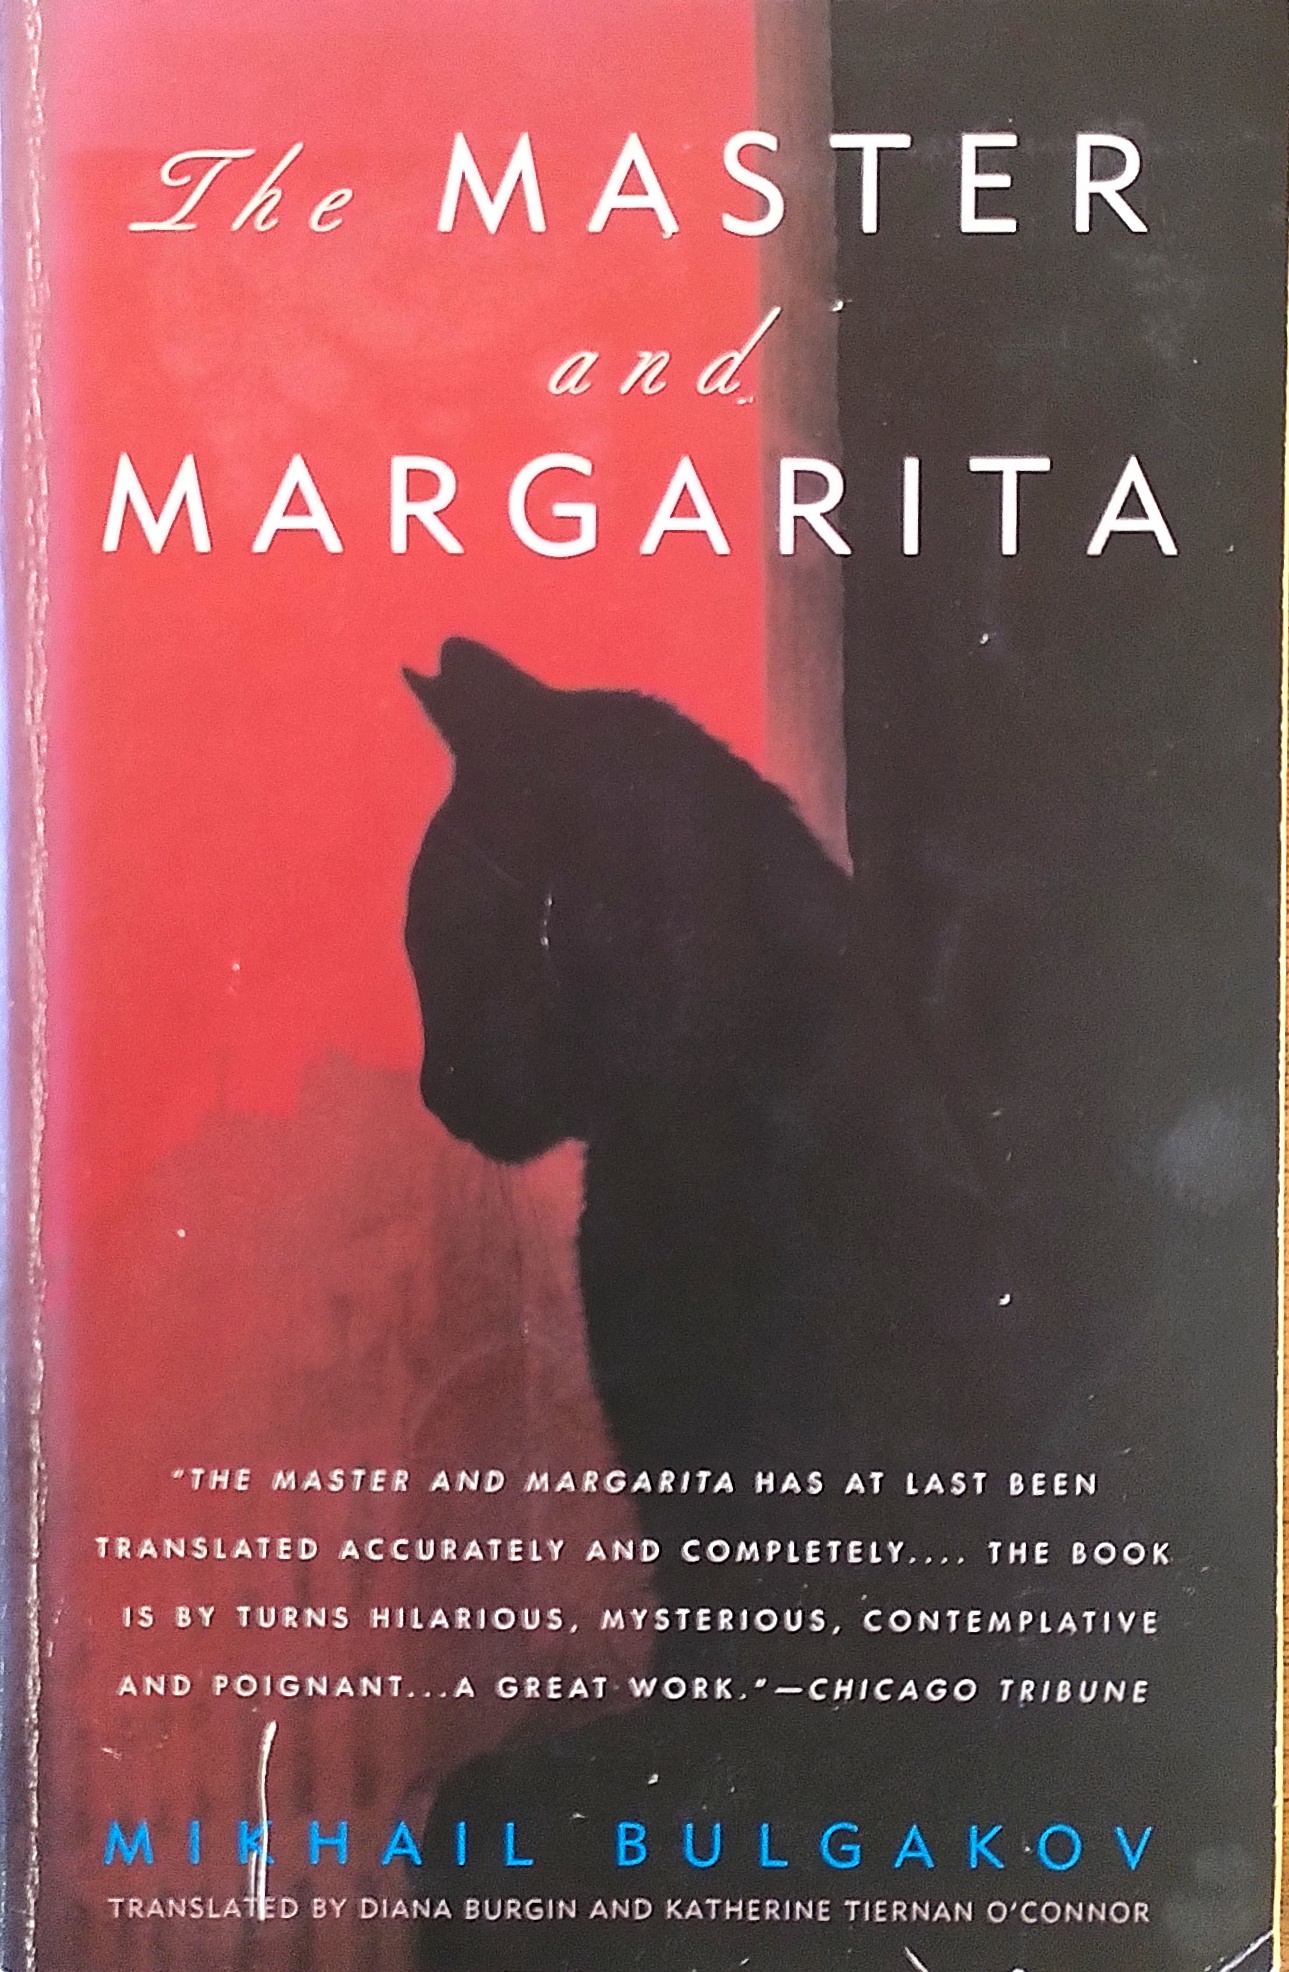 The MASTER
and
MARGARITA
"THE MASTER AND MARGARITA HAS AT LAST BEEN
TRANSLATED ACCURATELY AND COMPLETELY.... THE BOOK
IS BY TURNS HILARIOUS, MYSTERIOUS, CONTEMPLATIVE
AND POIGNANT...A GREAT WORK."—CHICAGO TRIBUNE
MIKHAIL BULGAKOV
TRANSLATED BY DIANA BURGIN AND KATHERINE TIERNAN O'CONNOR